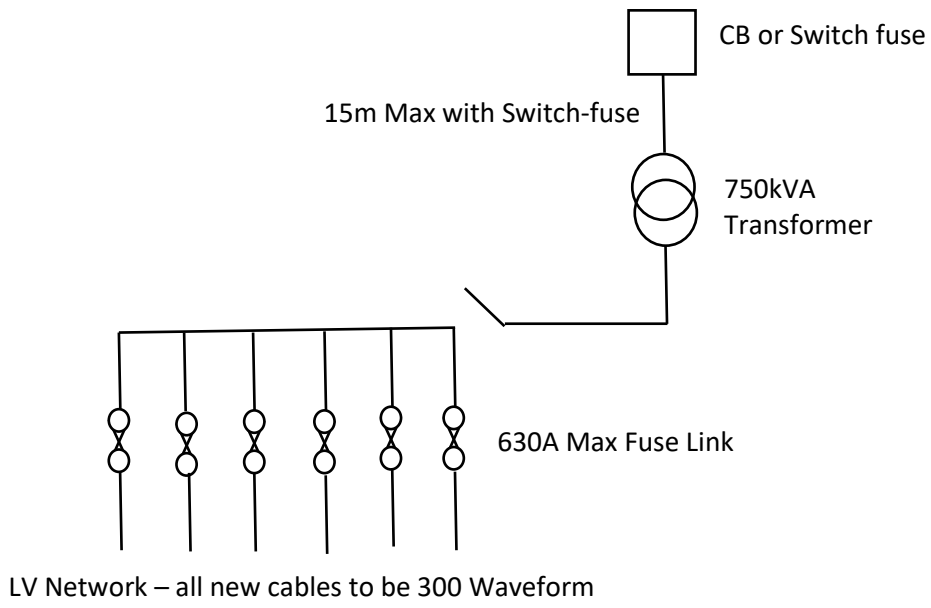 CB or Switch fuse
15m Max with Switch-fuse
750kVA
Transformer
630A Max Fuse Link
LV Network – all new cables to be 300 Waveform